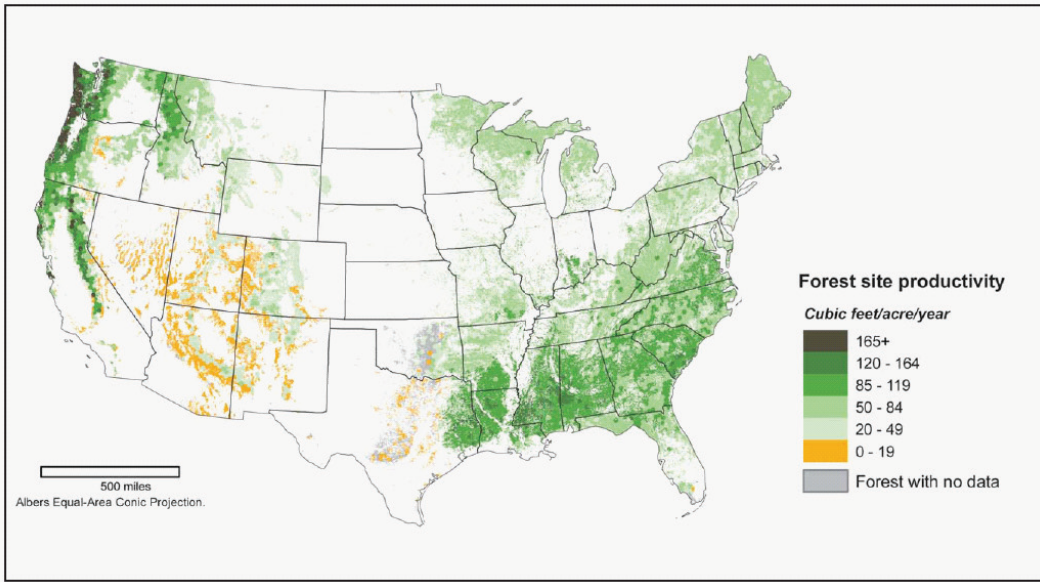 Forest site productivity
Cubic feet/acre/year
165+
120 - 164
85 - 119
50 - 84
20 - 49
0 - 19
Forest with no data
500 miles
Albers Equal-Area Conic Projection.